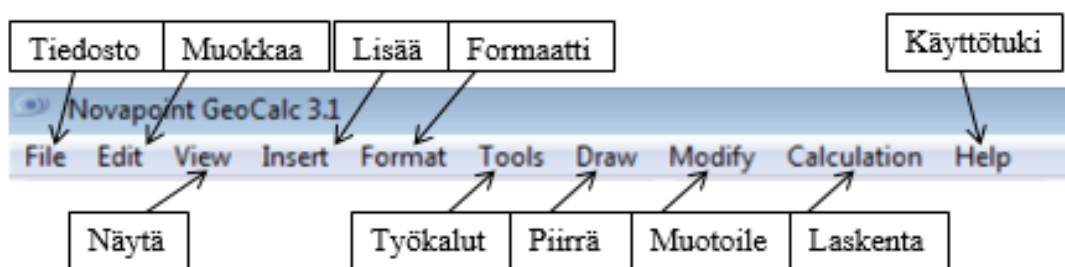 Tiedosto Muokkaa Lisää Formaatti Käyttötuki
Novapoint GeoCalc 3.1
File Edit View Insert Format Tools Draw Modify Calculation Help
Näytä Työkalut Piirrä Muotoile Laskenta